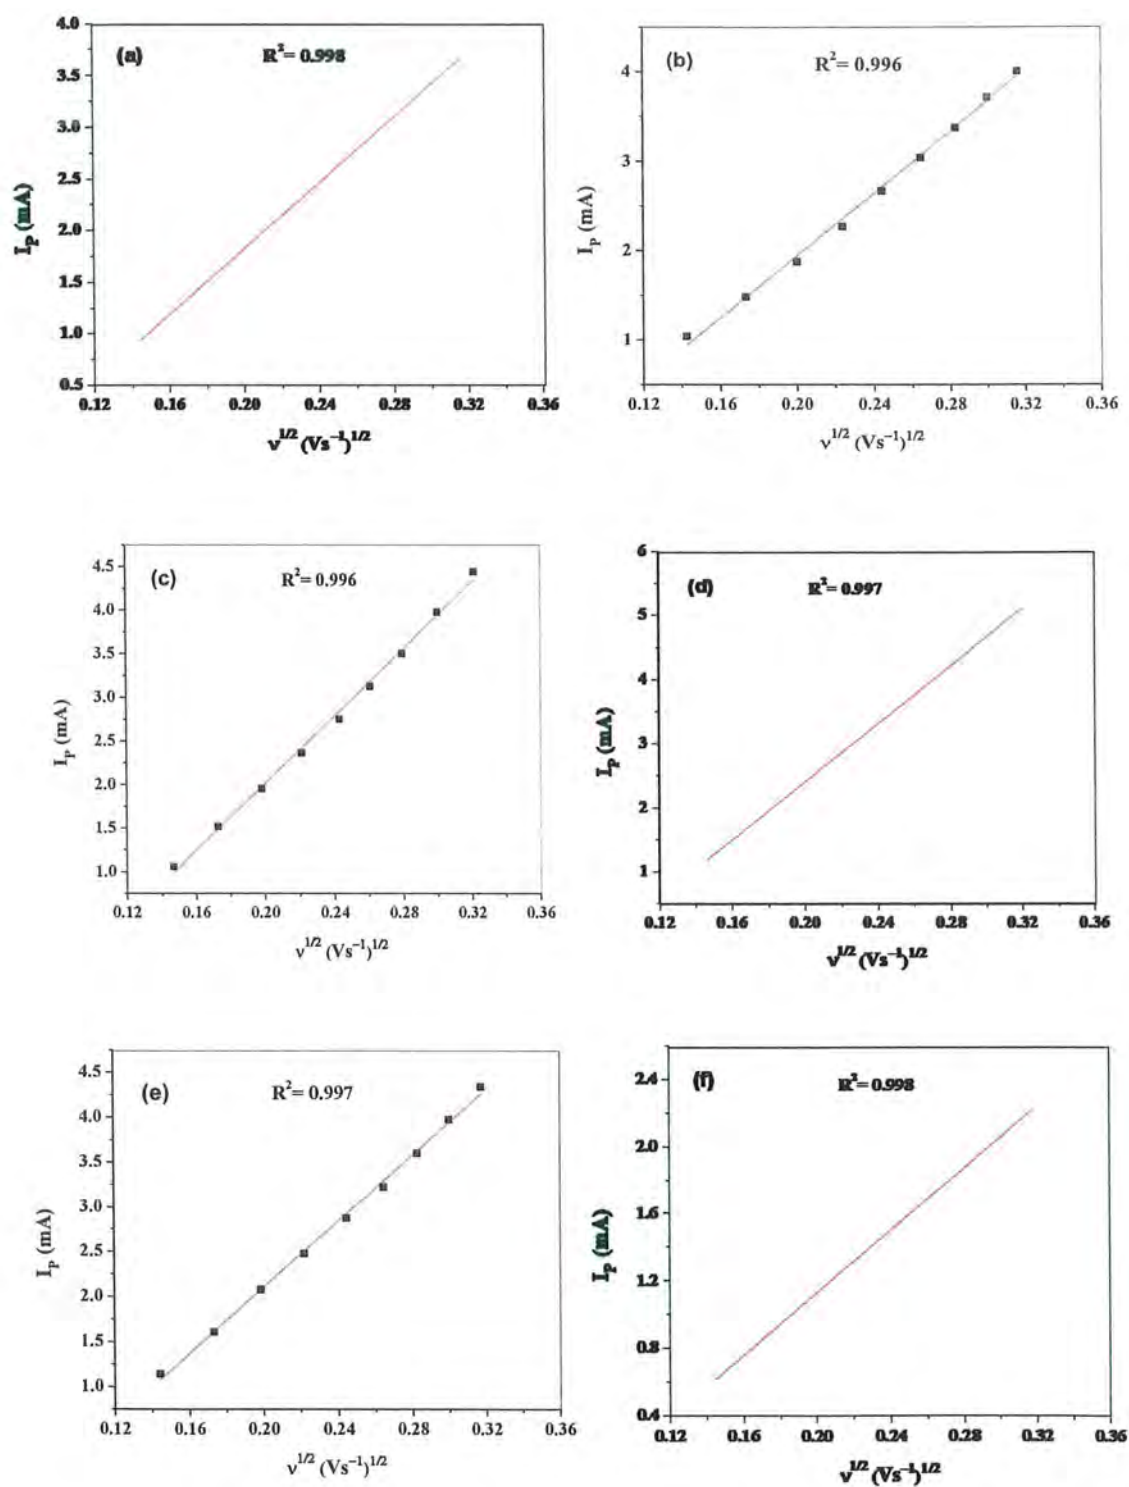 (a)
R²= 0.998
4.0
3.5
3.0
2.5
2.0
1.5
1.0
0.5
I_P (mA)
0.12 0.16 0.20 0.24 0.28 0.32 0.36
ν^1/2 (Vs⁻¹)^1/2
(b)
R²= 0.996
4
3
2
1
I_P (mA)
0.12 0.16 0.20 0.24 0.28 0.32 0.36
ν^1/2 (Vs⁻¹)^1/2
(c)
R²= 0.996
4.5
4.0
3.5
3.0
2.5
2.0
1.5
1.0
I_P (mA)
0.12 0.16 0.20 0.24 0.28 0.32 0.36
ν^1/2 (Vs⁻¹)^1/2
(d)
R²= 0.997
6
5
4
3
2
1
I_P (mA)
0.12 0.16 0.20 0.24 0.28 0.32 0.36
ν^1/2 (Vs⁻¹)^1/2
(e)
R²= 0.997
4.5
4.0
3.5
3.0
2.5
2.0
1.5
1.0
I_P (mA)
0.12 0.16 0.20 0.24 0.28 0.32 0.36
ν^1/2 (Vs⁻¹)^1/2
(f)
R²= 0.998
2.4
2.0
1.6
1.2
0.8
0.4
I_P (mA)
0.12 0.16 0.20 0.24 0.28 0.32 0.36
ν^1/2 (Vs⁻¹)^1/2